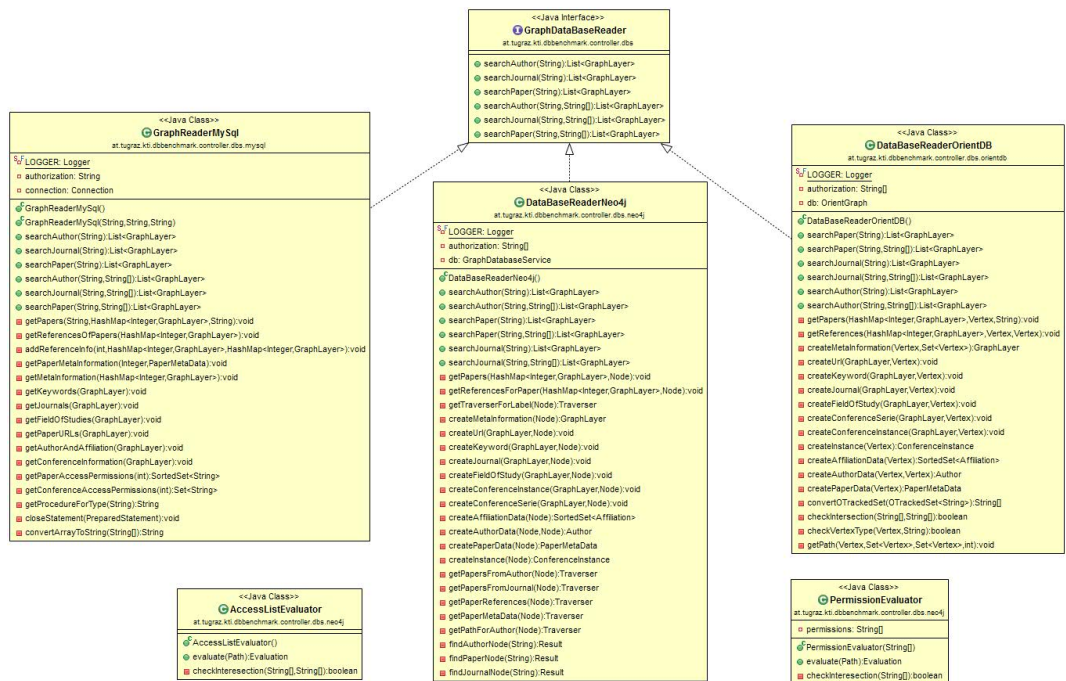 <<Java Interface>>
GraphDataBaseReader
at.tugraz.kti.dbbenchmark.controller.dbs
searchAuthor(String):List<GraphLayer>
searchJournal(String):List<GraphLayer>
searchPaper(String):List<GraphLayer>
searchAuthor(String,String[]):List<GraphLayer>
searchJournal(String,String[]):List<GraphLayer>
searchPaper(String,String[]):List<GraphLayer>
<<Java Class>>
GraphReaderMySql
at.tugraz.kti.dbbenchmark.controller.dbs.mysql
LOGGER: Logger
authorization: String
connection: Connection
GraphReaderMySql()
GraphReaderMySql(String,String,String)
searchAuthor(String):List<GraphLayer>
searchJournal(String):List<GraphLayer>
searchPaper(String):List<GraphLayer>
searchAuthor(String,String[]):List<GraphLayer>
searchJournal(String,String[]):List<GraphLayer>
searchPaper(String,String[]):List<GraphLayer>
getPapers(String,HashMap<Integer,GraphLayer>,String):void
getReferencesOfPapers(HashMap<Integer,GraphLayer>):void
addReferenceInfo(int,HashMap<Integer,GraphLayer>,HashMap<Integer,GraphLayer>):void
getPaperMetaInformation(Integer,PaperMetaData):void
getMetaInformation(HashMap<Integer,GraphLayer>):void
getKeywords(GraphLayer):void
getJournals(GraphLayer):void
getFieldOfStudies(GraphLayer):void
getPaperURLs(GraphLayer):void
getAuthorAndAffiliation(GraphLayer):void
getConferenceInformation(GraphLayer):void
getPaperAccessPermissions(int):SortedSet<String>
getConferenceAccessPermissions(int):Set<String>
getProcedureForType(String):String
closeStatement(PreparedStatement):void
convertArrayToString(String[]):String
<<Java Class>>
DataBaseReaderNeo4j
at.tugraz.kti.dbbenchmark.controller.dbs.neo4j
LOGGER: Logger
authorization: String[]
db: GraphDatabaseService
DataBaseReaderNeo4j()
searchAuthor(String):List<GraphLayer>
searchAuthor(String,String[]):List<GraphLayer>
searchPaper(String):List<GraphLayer>
searchPaper(String,String[]):List<GraphLayer>
searchJournal(String):List<GraphLayer>
searchJournal(String,String[]):List<GraphLayer>
getPapers(HashMap<Integer,GraphLayer>,Node):void
getReferencesForPaper(HashMap<Integer,GraphLayer>,Node):void
getTraverserForLabel(Node):Traverser
createMetaInformation(Node):GraphLayer
createUrl(GraphLayer,Node):void
createKeyword(GraphLayer,Node):void
createJournal(GraphLayer,Node):void
createFieldOfStudy(GraphLayer,Node):void
createConferenceInstance(GraphLayer,Node):void
createConferenceSerie(GraphLayer,Node):void
createAffiliationData(Node):SortedSet<Affiliation>
createAuthorData(Node,Node):Author
createPaperData(Node):PaperMetaData
createInstance(Node):ConferenceInstance
getPapersFromAuthor(Node):Traverser
getPapersFromJournal(Node):Traverser
getPaperReferences(Node):Traverser
getPaperMetaData(Node):Traverser
getPathForAuthor(Node):Traverser
findAuthorNode(String):Result
findPaperNode(String):Result
findJournalNode(String):Result
<<Java Class>>
DataBaseReaderOrientDB
at.tugraz.kti.dbbenchmark.controller.dbs.orientdb
LOGGER: Logger
authorization: String[]
db: OrientGraph
DataBaseReaderOrientDB()
searchPaper(String):List<GraphLayer>
searchPaper(String,String[]):List<GraphLayer>
searchJournal(String):List<GraphLayer>
searchJournal(String,String[]):List<GraphLayer>
searchAuthor(String):List<GraphLayer>
searchAuthor(String,String[]):List<GraphLayer>
getPapers(HashMap<Integer,GraphLayer>,Vertex,String):void
getReferences(HashMap<Integer,GraphLayer>,Vertex,Vertex):void
createMetaInformation(Vertex,Set<Vertex>):GraphLayer
createUrl(GraphLayer,Vertex):void
createKeyword(GraphLayer,Vertex):void
createJournal(GraphLayer,Vertex):void
createFieldOfStudy(GraphLayer,Vertex):void
createConferenceSerie(GraphLayer,Vertex):void
createConferenceInstance(GraphLayer,Vertex):void
createInstance(Vertex):ConferenceInstance
createAffiliationData(Vertex):SortedSet<Affiliation>
createAuthorData(Vertex,Vertex):Author
createPaperData(Vertex):PaperMetaData
convertOTrackedSet(OTrackedSet<String>):String[]
checkIntersection(String[],String[]):boolean
checkVertexType(Vertex,String):boolean
getPath(Vertex,Set<Vertex>,Set<Vertex>,int):void
<<Java Class>>
AccessListEvaluator
at.tugraz.kti.dbbenchmark.controller.dbs.neo4j
AccessListEvaluator()
evaluate(Path):Evaluation
checkInteresection(String[],String[]):boolean
<<Java Class>>
PermissionEvaluator
at.tugraz.kti.dbbenchmark.controller.dbs.neo4j
permissions: String[]
PermissionEvaluator(String[])
evaluate(Path):Evaluation
checkInteresection(String[],String[]):boolean